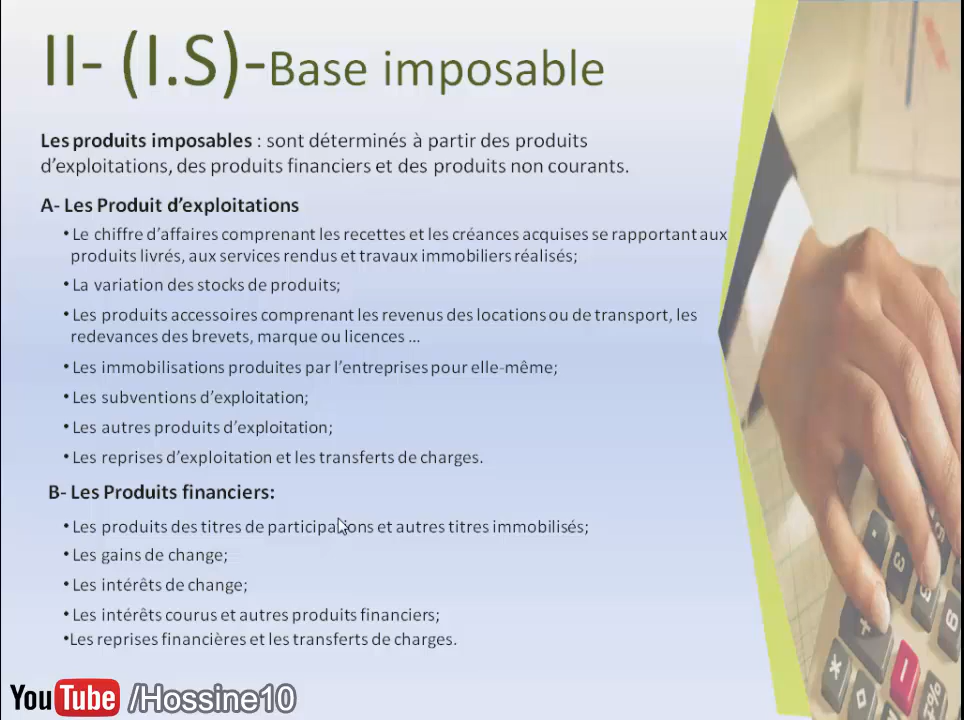 II- (I.S)-Base imposable
Les produits imposables : sont déterminés à partir des produits
d'exploitations, des produits financiers et des produits non courants.
A- Les Produit d'exploitations
• Le chiffre d'affaires comprenant les recettes et les créances acquises se rapportant aux
produits livrés, aux services rendus et travaux immobiliers réalisés;
• La variation des stocks de produits;
• Les produits accessoires comprenant les revenus des locations ou de transport, les
redevances des brevets, marque ou licences ...
• Les immobilisations produites par l'entreprises pour elle-même;
• Les subventions d'exploitation;
• Les autres produits d'exploitation;
• Les reprises d'exploitation et les transferts de charges.
B- Les Produits financiers:
• Les produits des titres de participations et autres titres immobilisés;
• Les gains de change;
• Les intérêts de change;
• Les intérêts courus et autres produits financiers;
•Les reprises financières et les transferts de charges.
YouTube /Hossine10